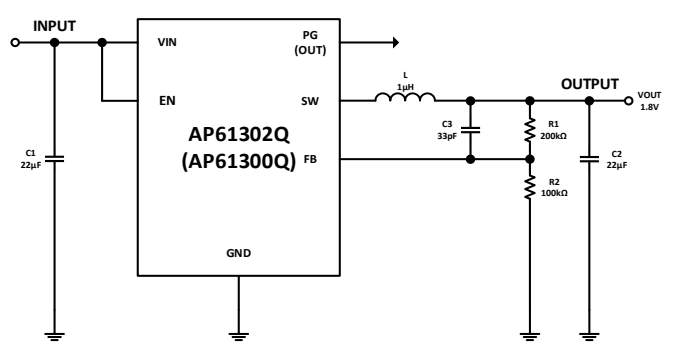 INPUT
VIN
PG
(OUT)
EN
SW
L
1µH
OUTPUT
VOUT
1.8V
C3
33pF
R1
200kΩ
AP61302Q
(AP61300Q)
FB
C1
22µF
C2
22µF
R2
100kΩ
GND